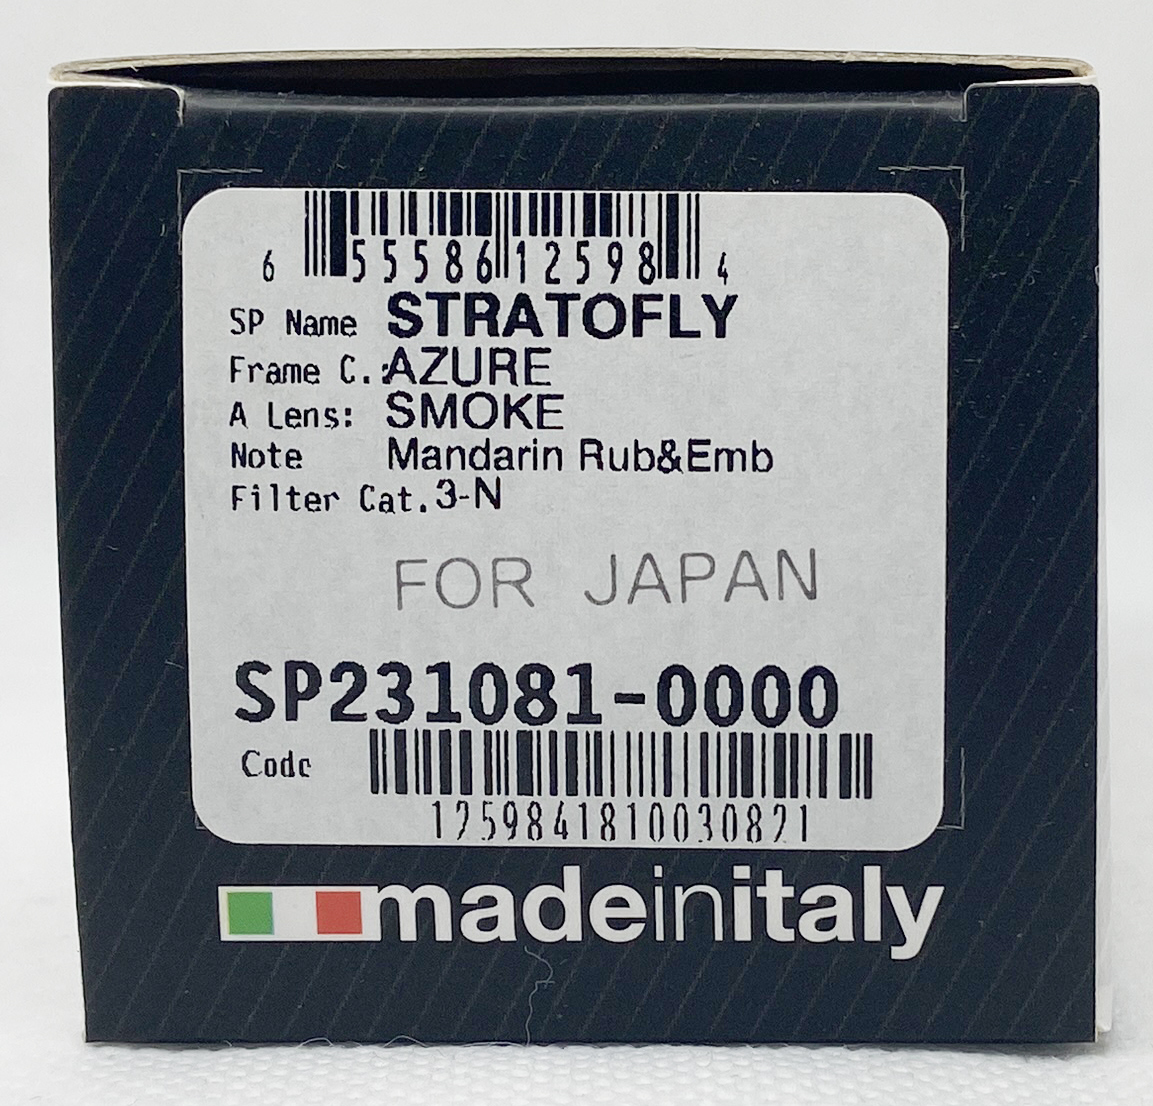 6 55586 12598 4
SP Name STRATOFLY
Frame C.:AZURE
A Lens: SMOKE
Note Mandarin Rub&Emb
Filter Cat.3-N
FOR JAPAN
SP231081-0000
Code
1259841810030821
madeinitaly